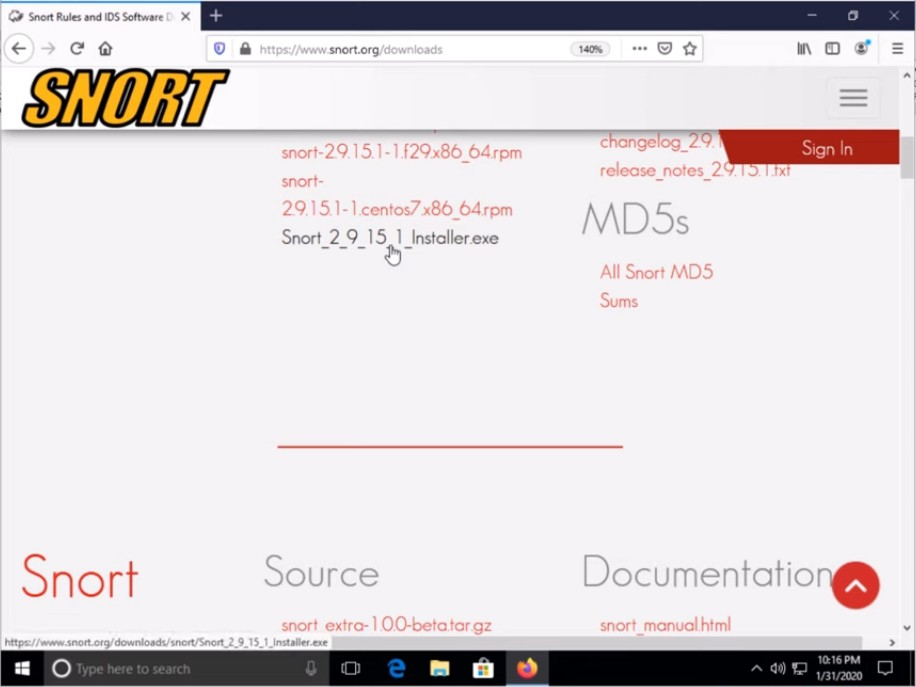 Snort Rules and IDS Software D
https://www.snort.org/downloads
140%
SNORT
Sign In
snort-2.9.15.1-1.f29.x86_64.rpm
snort-
2.9.15.1-1.centos7.x86_64.rpm
Snort_2_9_15_1_Installer.exe
changelog_2.9.1
release_notes_2.9.15.1.txt
MD5s
All Snort MD5
Sums
Snort
Source
snort_extra-1.0.0-beta.tar.gz
Documentation
snort_manual.html
https://www.snort.org/downloads/snort/Snort_2_9_15_1_Installer.exe
Type here to search
10:16 PM
1/31/2020